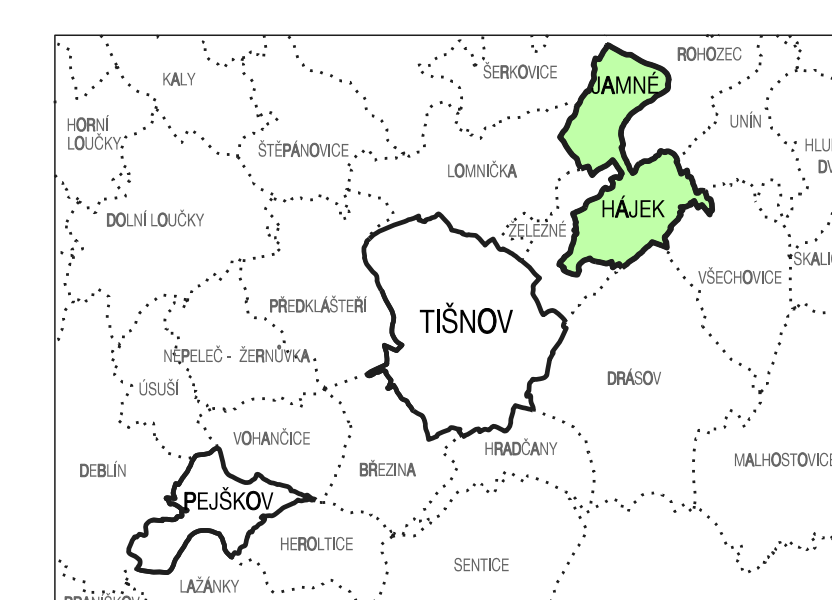 ROHOZEC
ŠERKOVICE
KALY
JAMNÉ
UNÍN
HORNÍ
LOUČKY
ŠTĚPÁNOVICE
HLU
DV
LOMNIČKA
HÁJEK
DOLNÍ LOUČKY
ŽELEZNÉ
SKALIC
VŠECHOVICE
PŘEDKLÁŠTEŘÍ
TIŠNOV
NEPELEČ - ŽERNŮVKA
DRÁSOV
ÚSUŠÍ
VOHANČICE
HRADČANY
MALHOSTOVICE
DEBLÍN
BŘEZINA
PEJŠKOV
HEROLTICE
SENTICE
LAŽÁNKY
BRANIŠKOV